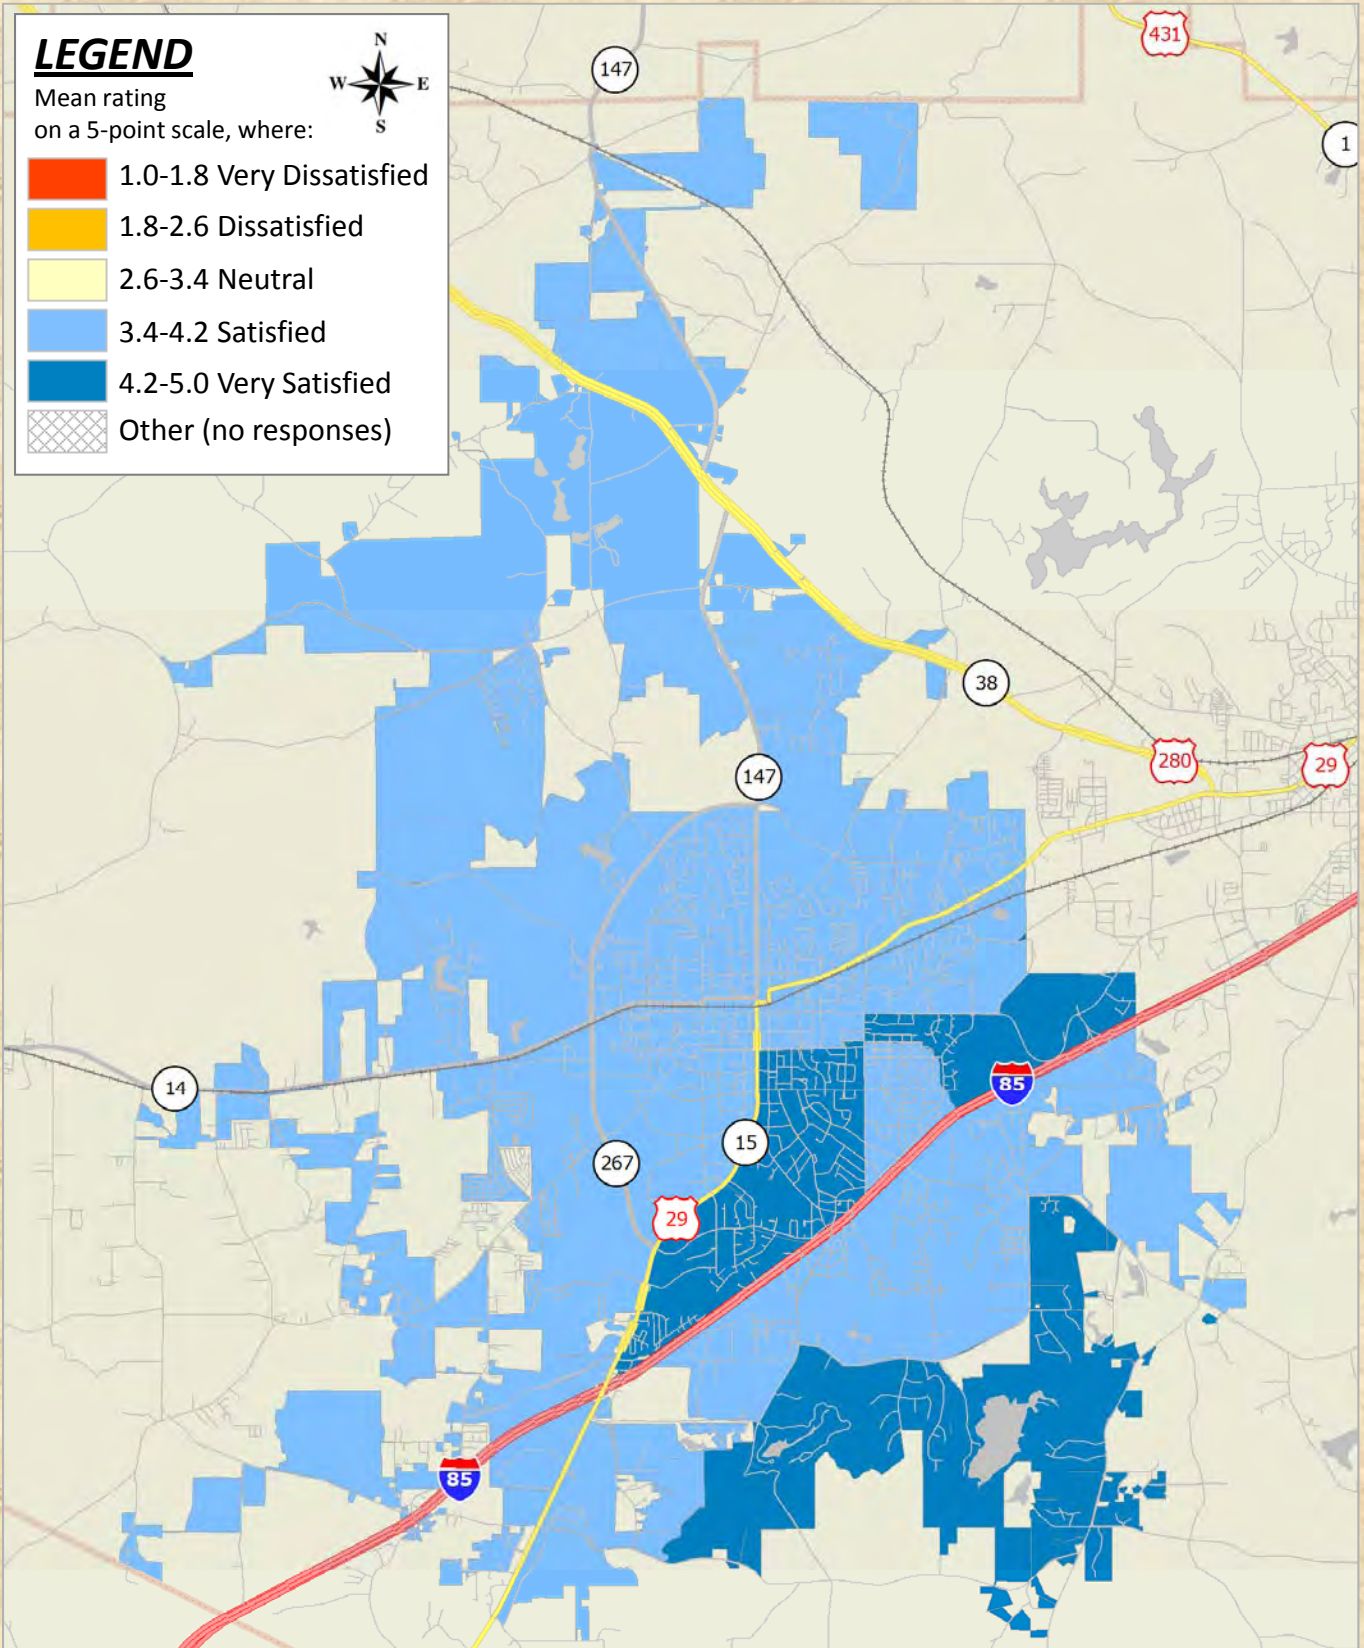 LEGEND
Mean rating
on a 5-point scale, where:
N
W E
S
1.0-1.8 Very Dissatisfied
1.8-2.6 Dissatisfied
2.6-3.4 Neutral
3.4-4.2 Satisfied
4.2-5.0 Very Satisfied
Other (no responses)
147
431
1
38
280
29
147
14
85
15
267
29
85